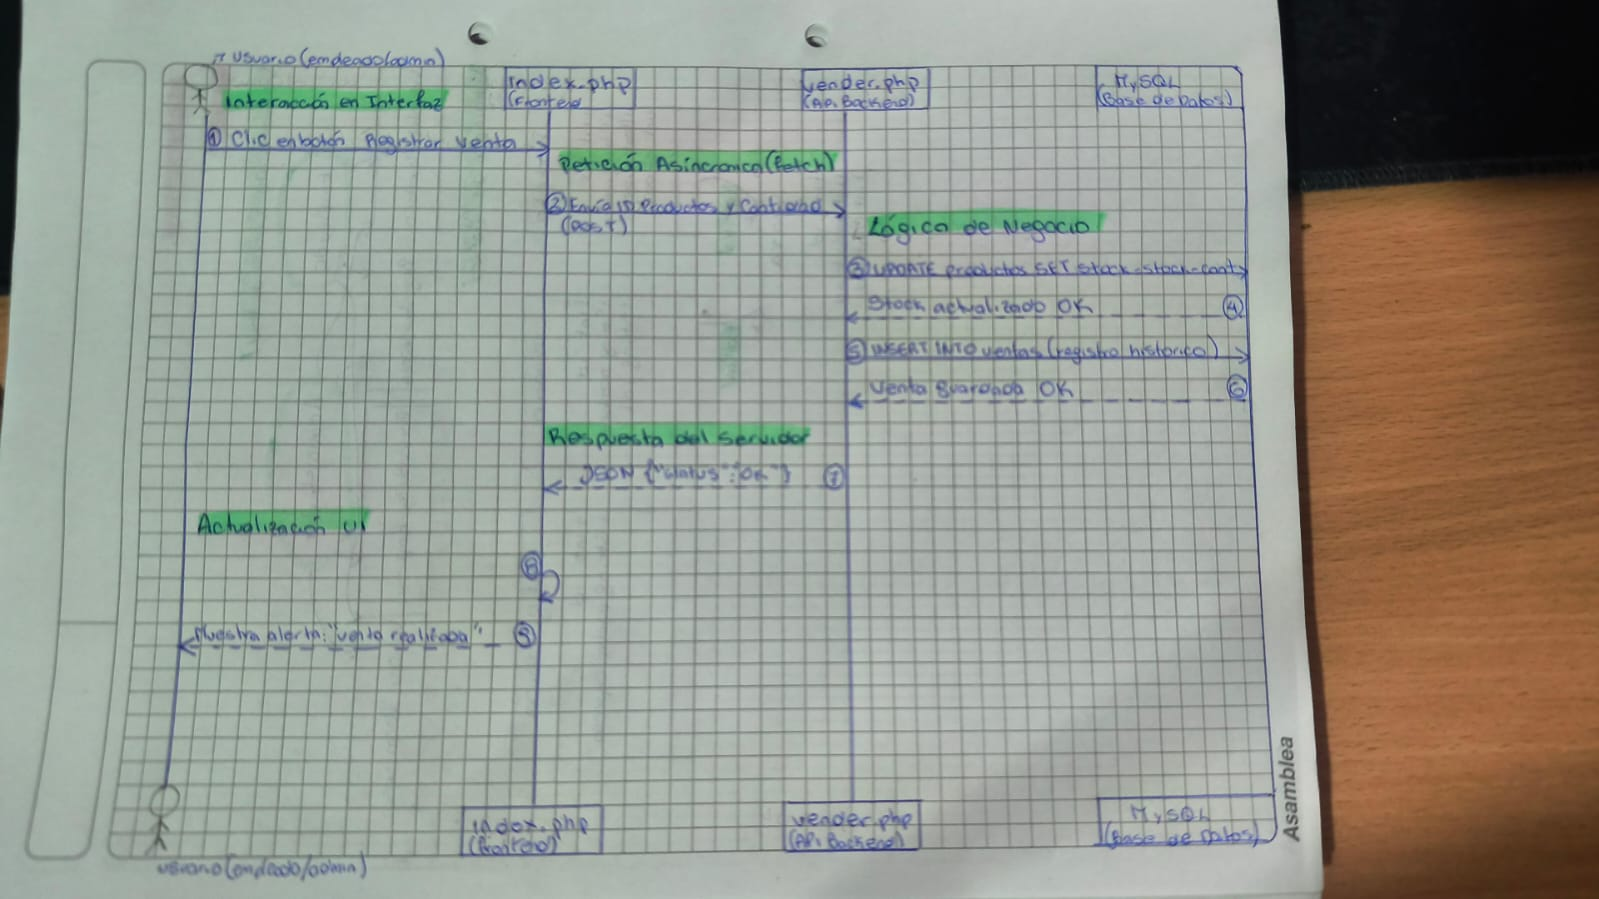 Usuario (emdeado/admin)
Index.php
(Frontend
vender.php
(API Backend)
MySQL
(Base de Datos)
Interacción en Interfaz
① Clic en botón Registrar Venta
Petición Asíncronica (Fetch)
② Envía ID Productos y Cantidad
(POST)
Lógica de Negocio
③ UPDATE productos SET stock=stock-cant
Stock actualizado OK ④
⑤ INSERT INTO ventas (registro historico)
Venta guardada OK ⑥
Respuesta del Servidor
JSON {"status":"OK"} ⑦
Actualización UI
⑧
Muestra alerta: "venta realizada" ⑨
index.php
(frontend)
vender.php
(API Backend)
MySQL
(Base de Datos)
Usuario (emdeado/admin)
Asamblea